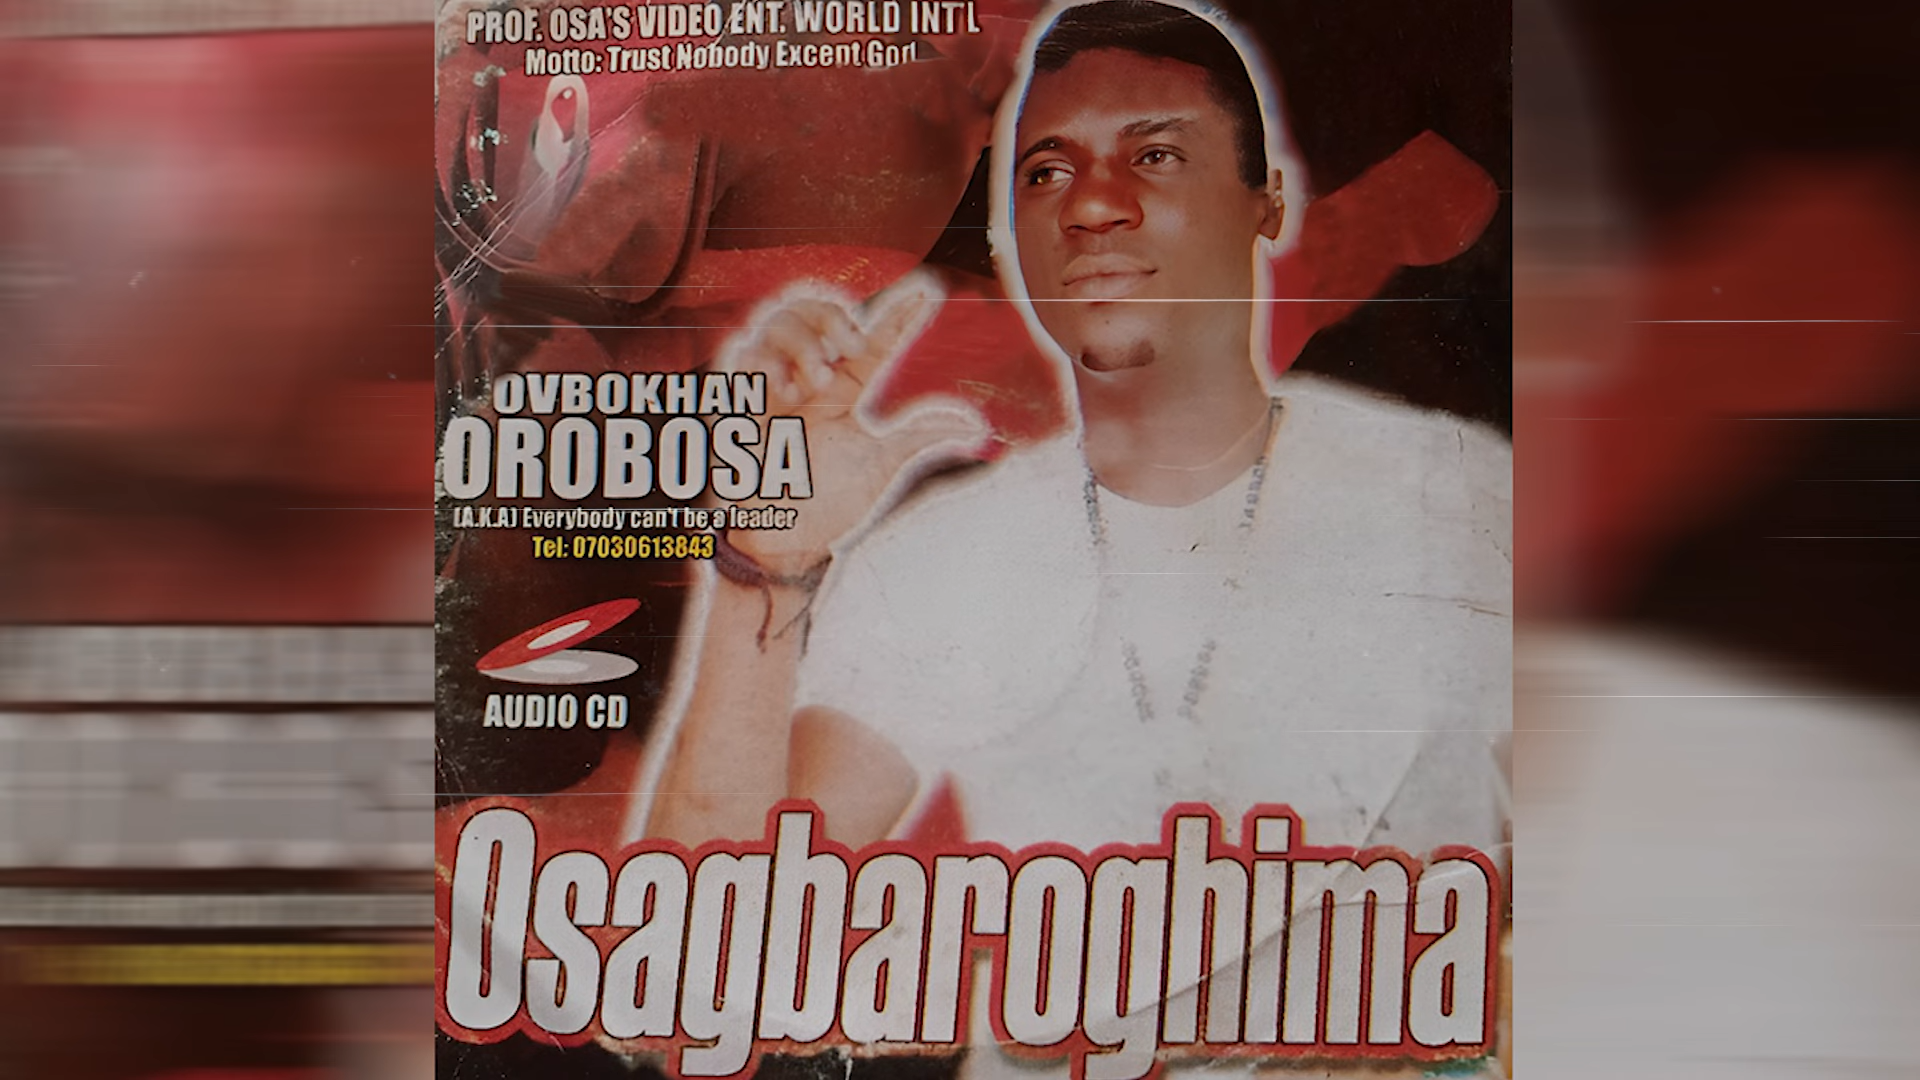 PROF. OSA'S VIDEO ENT. WORLD INT'L
Motto: Trust Nobody Except God
OVBOKHAN
OROBOSA
(A.K.A) Everybody can't be a leader
Tel: 07030613843
AUDIO CD
Osagbaroghima